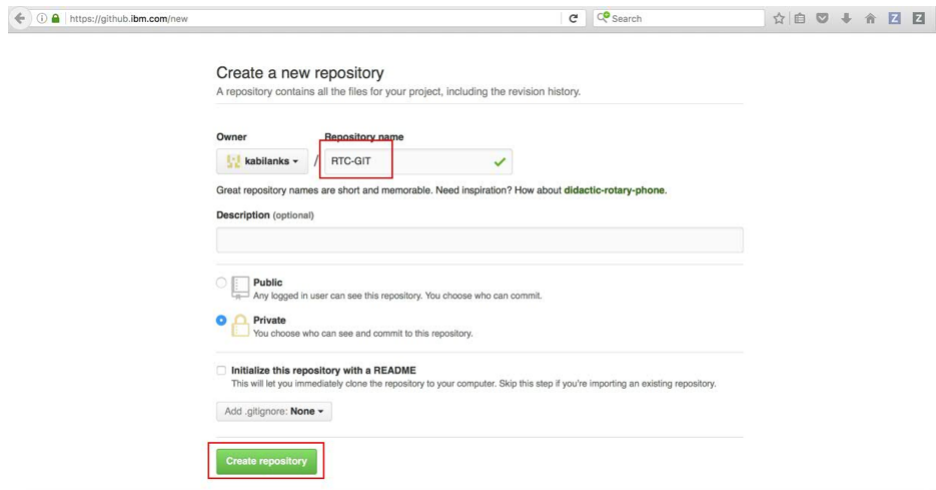 https://github.ibm.com/new
Search
Create a new repository
A repository contains all the files for your project, including the revision history.
Owner Repository name
kabilanks / RTC-GIT
Great repository names are short and memorable. Need inspiration? How about didactic-rotary-phone.
Description (optional)
Public
Any logged in user can see this repository. You choose who can commit.
Private
You choose who can see and commit to this repository.
Initialize this repository with a README
This will let you immediately clone the repository to your computer. Skip this step if you're importing an existing repository.
Add .gitignore: None
Create repository